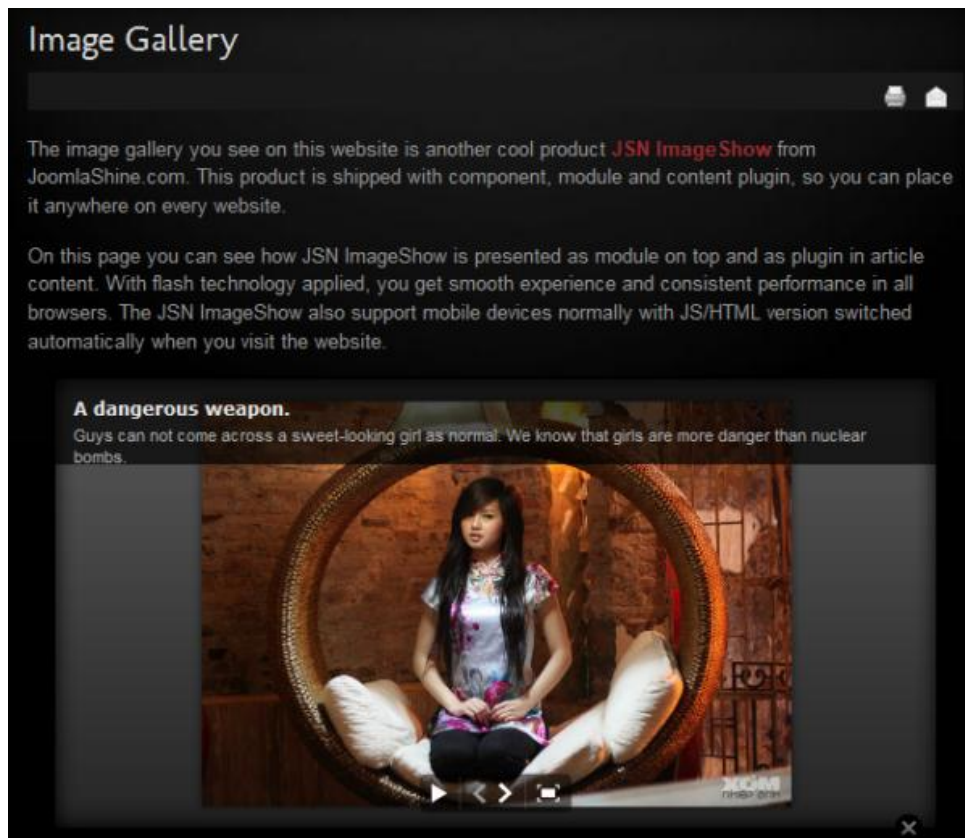 Image Gallery
The image gallery you see on this website is another cool product JSN ImageShow from
JoomlaShine.com. This product is shipped with component, module and content plugin, so you can place
it anywhere on every website.
On this page you can see how JSN ImageShow is presented as module on top and as plugin in article
content. With flash technology applied, you get smooth experience and consistent performance in all
browsers. The JSN ImageShow also support mobile devices normally with JS/HTML version switched
automatically when you visit the website.
A dangerous weapon.
Guys can not come across a sweet-looking girl as normal. We know that girls are more danger than nuclear
bombs.